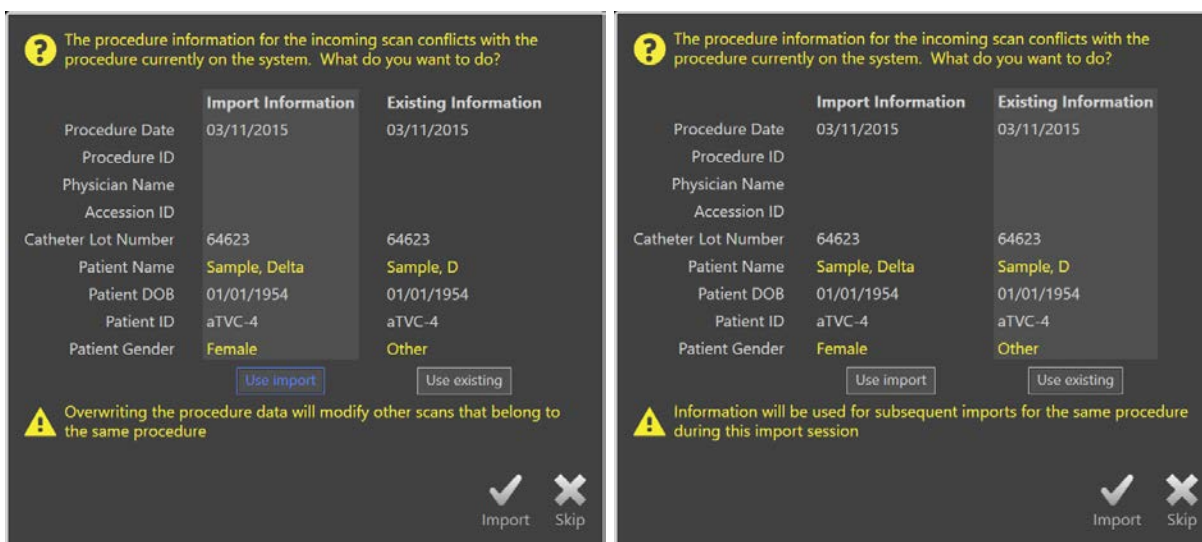 The procedure information for the incoming scan conflicts with the
procedure currently on the system. What do you want to do?
Import Information Existing Information
Procedure Date 03/11/2015 03/11/2015
Procedure ID
Physician Name
Accession ID
Catheter Lot Number 64623 64623
Patient Name Sample, Delta Sample, D
Patient DOB 01/01/1954 01/01/1954
Patient ID aTVC-4 aTVC-4
Patient Gender Female Other
Use import Use existing
Overwriting the procedure data will modify other scans that belong to
the same procedure
Import Skip
The procedure information for the incoming scan conflicts with the
procedure currently on the system. What do you want to do?
Import Information Existing Information
Procedure Date 03/11/2015 03/11/2015
Procedure ID
Physician Name
Accession ID
Catheter Lot Number 64623 64623
Patient Name Sample, Delta Sample, D
Patient DOB 01/01/1954 01/01/1954
Patient ID aTVC-4 aTVC-4
Patient Gender Female Other
Use import Use existing
Information will be used for subsequent imports for the same procedure
during this import session
Import Skip